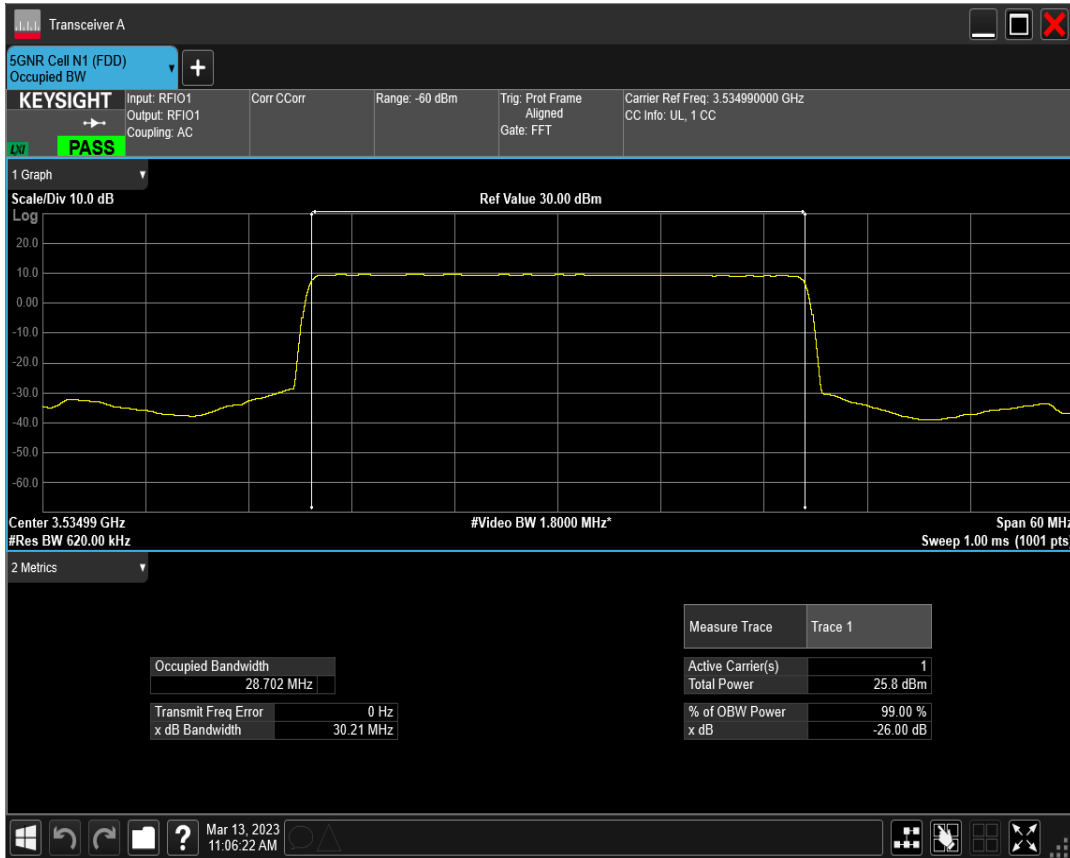 Transceiver A
5GNR Cell N1 (FDD)
Occupied BW
+
KEYSIGHT
LXI
PASS
Input: RFIO1
Output: RFIO1
Coupling: AC
Corr CCorr
Range: -60 dBm
Trig: Prot Frame
Aligned
Gate: FFT
Carrier Ref Freq: 3.534990000 GHz
CC Info: UL, 1 CC
1 Graph
Scale/Div 10.0 dB
Ref Value 30.00 dBm
Log
20.0
10.0
0.00
-10.0
-20.0
-30.0
-40.0
-50.0
-60.0
Center 3.53499 GHz
#Video BW 1.8000 MHz*
Span 60 MHz
#Res BW 620.00 kHz
Sweep 1.00 ms (1001 pts)
2 Metrics
Measure Trace
Trace 1
Occupied Bandwidth
28.702 MHz
Transmit Freq Error 0 Hz
x dB Bandwidth 30.21 MHz
Active Carrier(s) 1
Total Power 25.8 dBm
% of OBW Power 99.00 %
x dB -26.00 dB
?
Mar 13, 2023
11:06:22 AM